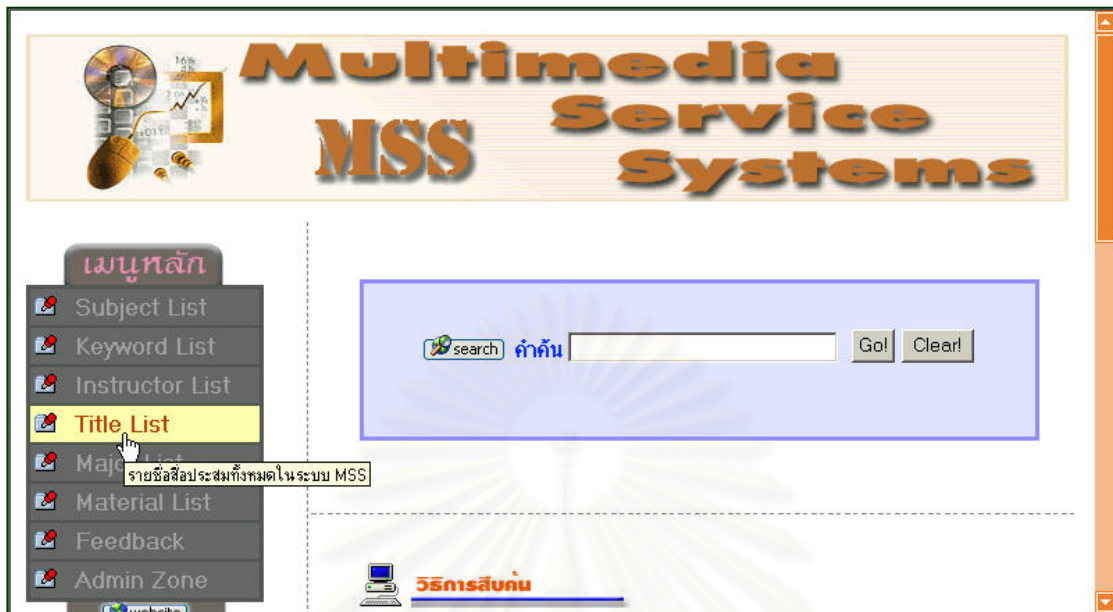 Multimedia
MSS Service
Systems
เมนูหลัก
Subject List
Keyword List
Instructor List
Title List
รายชื่อสื่อประสมทั้งหมดในระบบ MSS
Material List
Feedback
Admin Zone
website
search คำค้น Go! Clear!
วิธีการสืบค้น